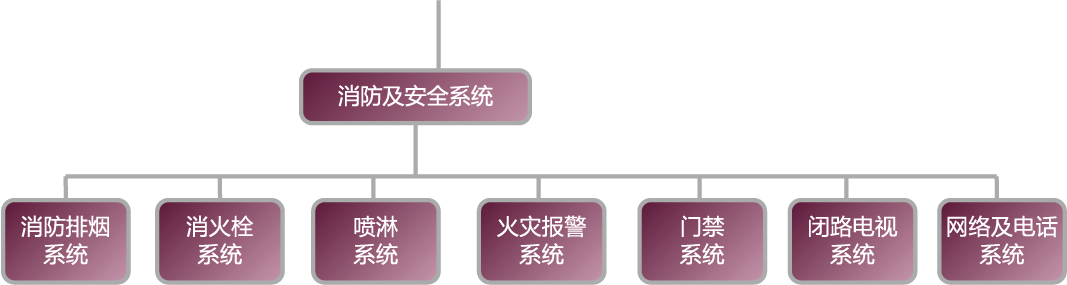 消防及安全系统
消防排烟
系统
消火栓
系统
喷淋
系统
火灾报警
系统
门禁
系统
闭路电视
系统
网络及电话
系统